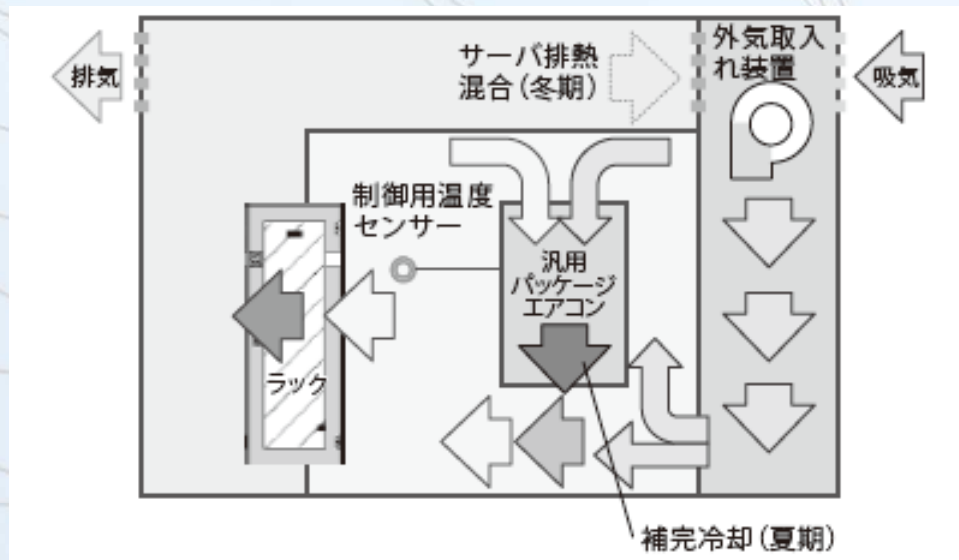 排気
サーバ排熱
混合（冬期）
外気取入
れ装置
吸気
制御用温度
センサー
汎用
パッケージ
エアコン
ラック
補完冷却（夏期）